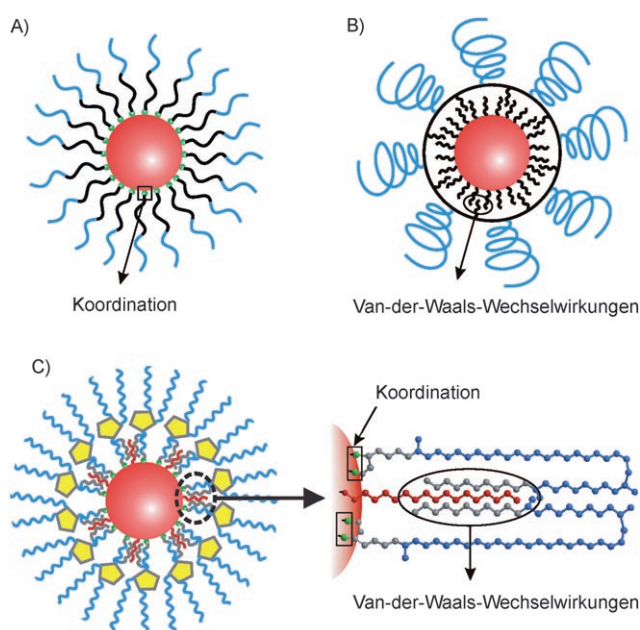 A)
B)
Koordination
Van-der-Waals-Wechselwirkungen
C)
Koordination
Van-der-Waals-Wechselwirkungen